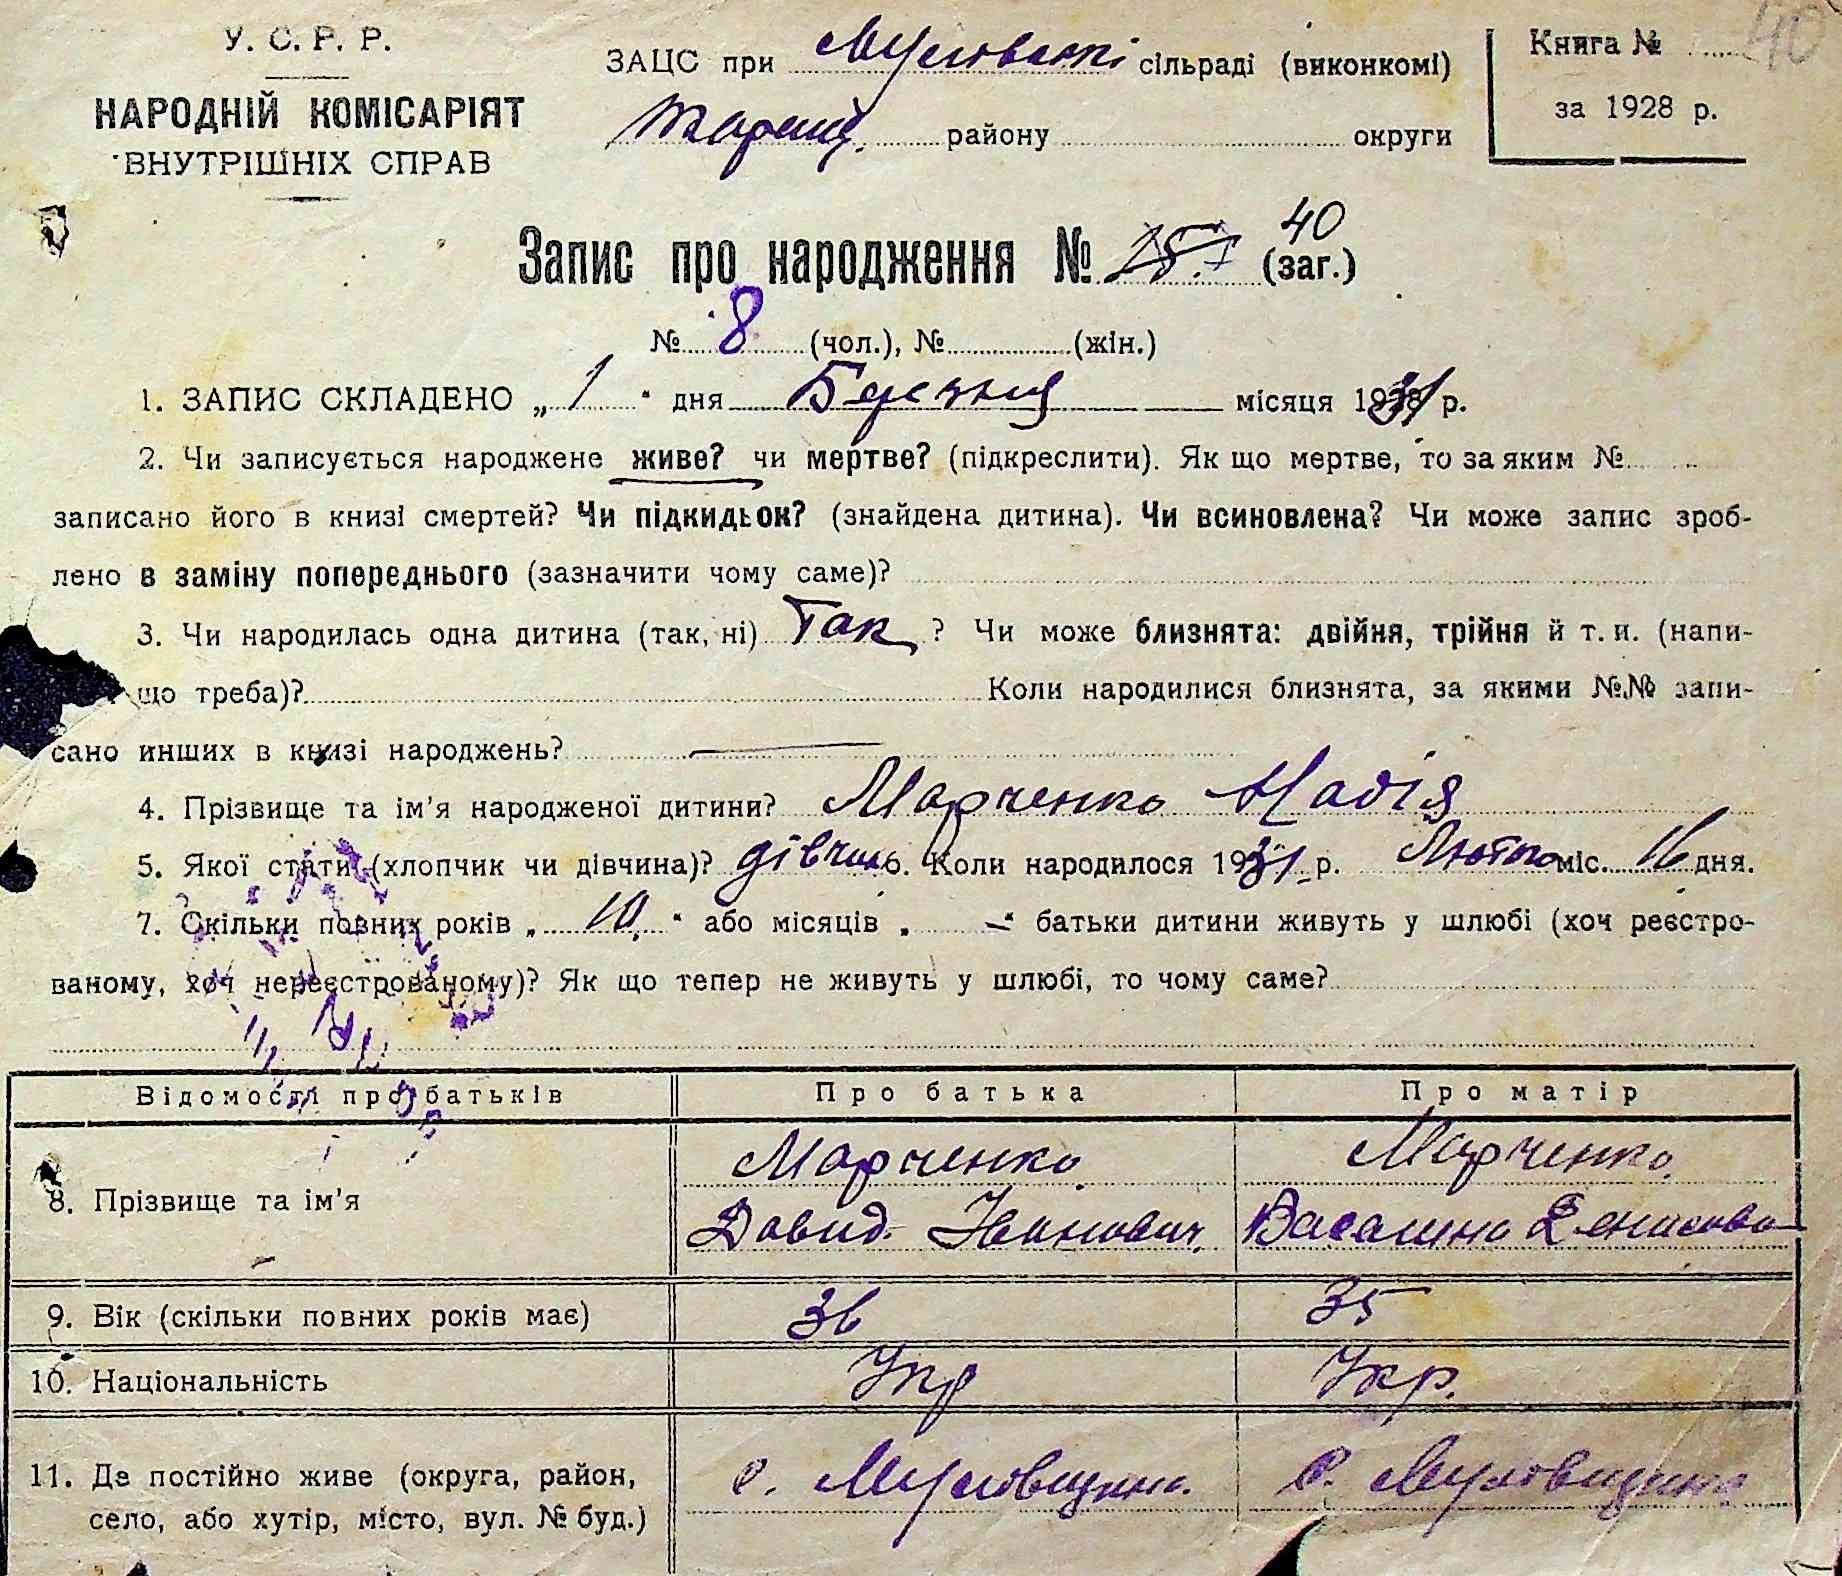 У. С. Р. Р.
НАРОДНІЙ КОМІСАРІЯТ
ВНУТРІШНІХ СПРАВ
ЗАЦС при сільраді (виконкомі)
району округи
Книга № 40
за 1928 р.
Запис про народження № 40 (заг.)
№ 8 (чол.), № (жін.)
1. ЗАПИС СКЛАДЕНО „ 1 “ дня Березня місяця 1931 р.
2. Чи записується народжене живе? чи мертве? (підкреслити). Як що мертве, то за яким №
записано його в книзі смертей? Чи підкидьок? (знайдена дитина). Чи всиновлена? Чи може запис зроб-
лено в заміну попереднього (зазначити чому саме)?
3. Чи народилась одна дитина (так, ні) Так ? Чи може близнята: двійня, трійня й т. и. (напи-
що треба)? Коли народилися близнята, за якими №№ запи-
сано инших в книзі народжень? —
4. Прізвище та ім'я народженої дитини? Марченко Надія
5. Якої стати (хлопчик чи дівчина)? дівчина 6. Коли народилося 1931 р. Лютого міс. 16 дня.
7. Скільки повних років „ 10. “ або місяців „ — “ батьки дитини живуть у шлюбі (хоч реєстро-
ваному, хоч нереєстрованому)? Як що тепер не живуть у шлюбі, то чому саме?
Відомості про батьків Про батька Про матір
8. Прізвище та ім'я Марченко Марченко
Давид Іванович Василина Денисова
9. Вік (скільки повних років має) 36 35
10. Національність Укр Укр.
11. Де постійно живе (округа, район, с. с.
село, або хутір, місто, вул. № буд.)